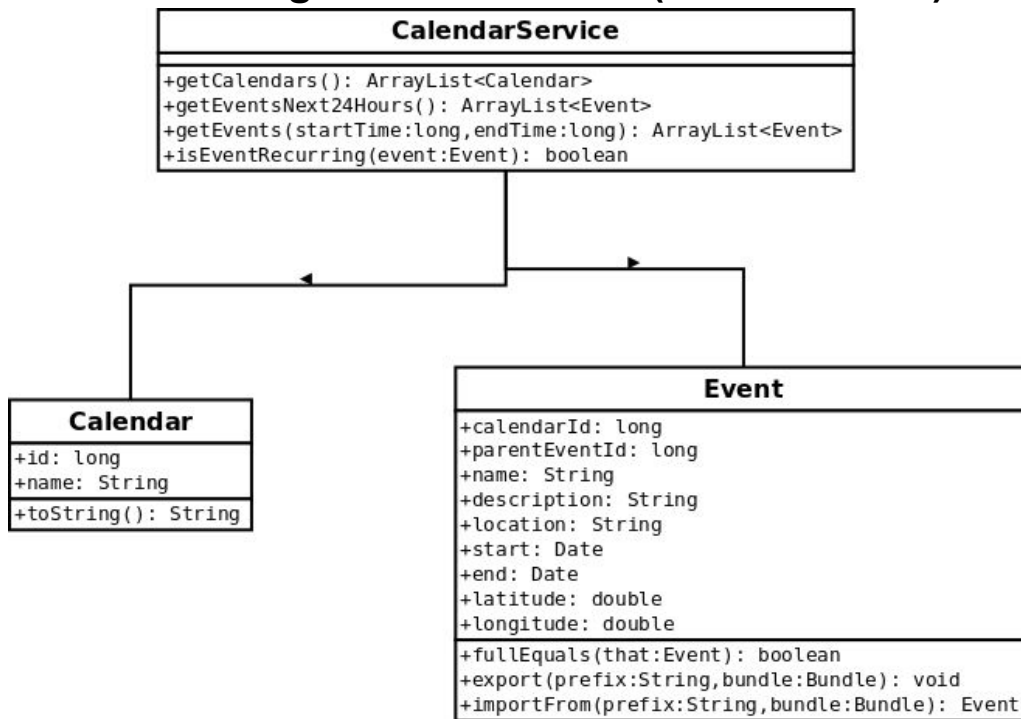 CalendarService
+getCalendars(): ArrayList<Calendar>
+getEventsNext24Hours(): ArrayList<Event>
+getEvents(startTime:long,endTime:long): ArrayList<Event>
+isEventRecurring(event:Event): boolean
Calendar
+id: long
+name: String
+toString(): String
Event
+calendarId: long
+parentEventId: long
+name: String
+description: String
+location: String
+start: Date
+end: Date
+latitude: double
+longitude: double
+fullEquals(that:Event): boolean
+export(prefix:String,bundle:Bundle): void
+importFrom(prefix:String,bundle:Bundle): Event